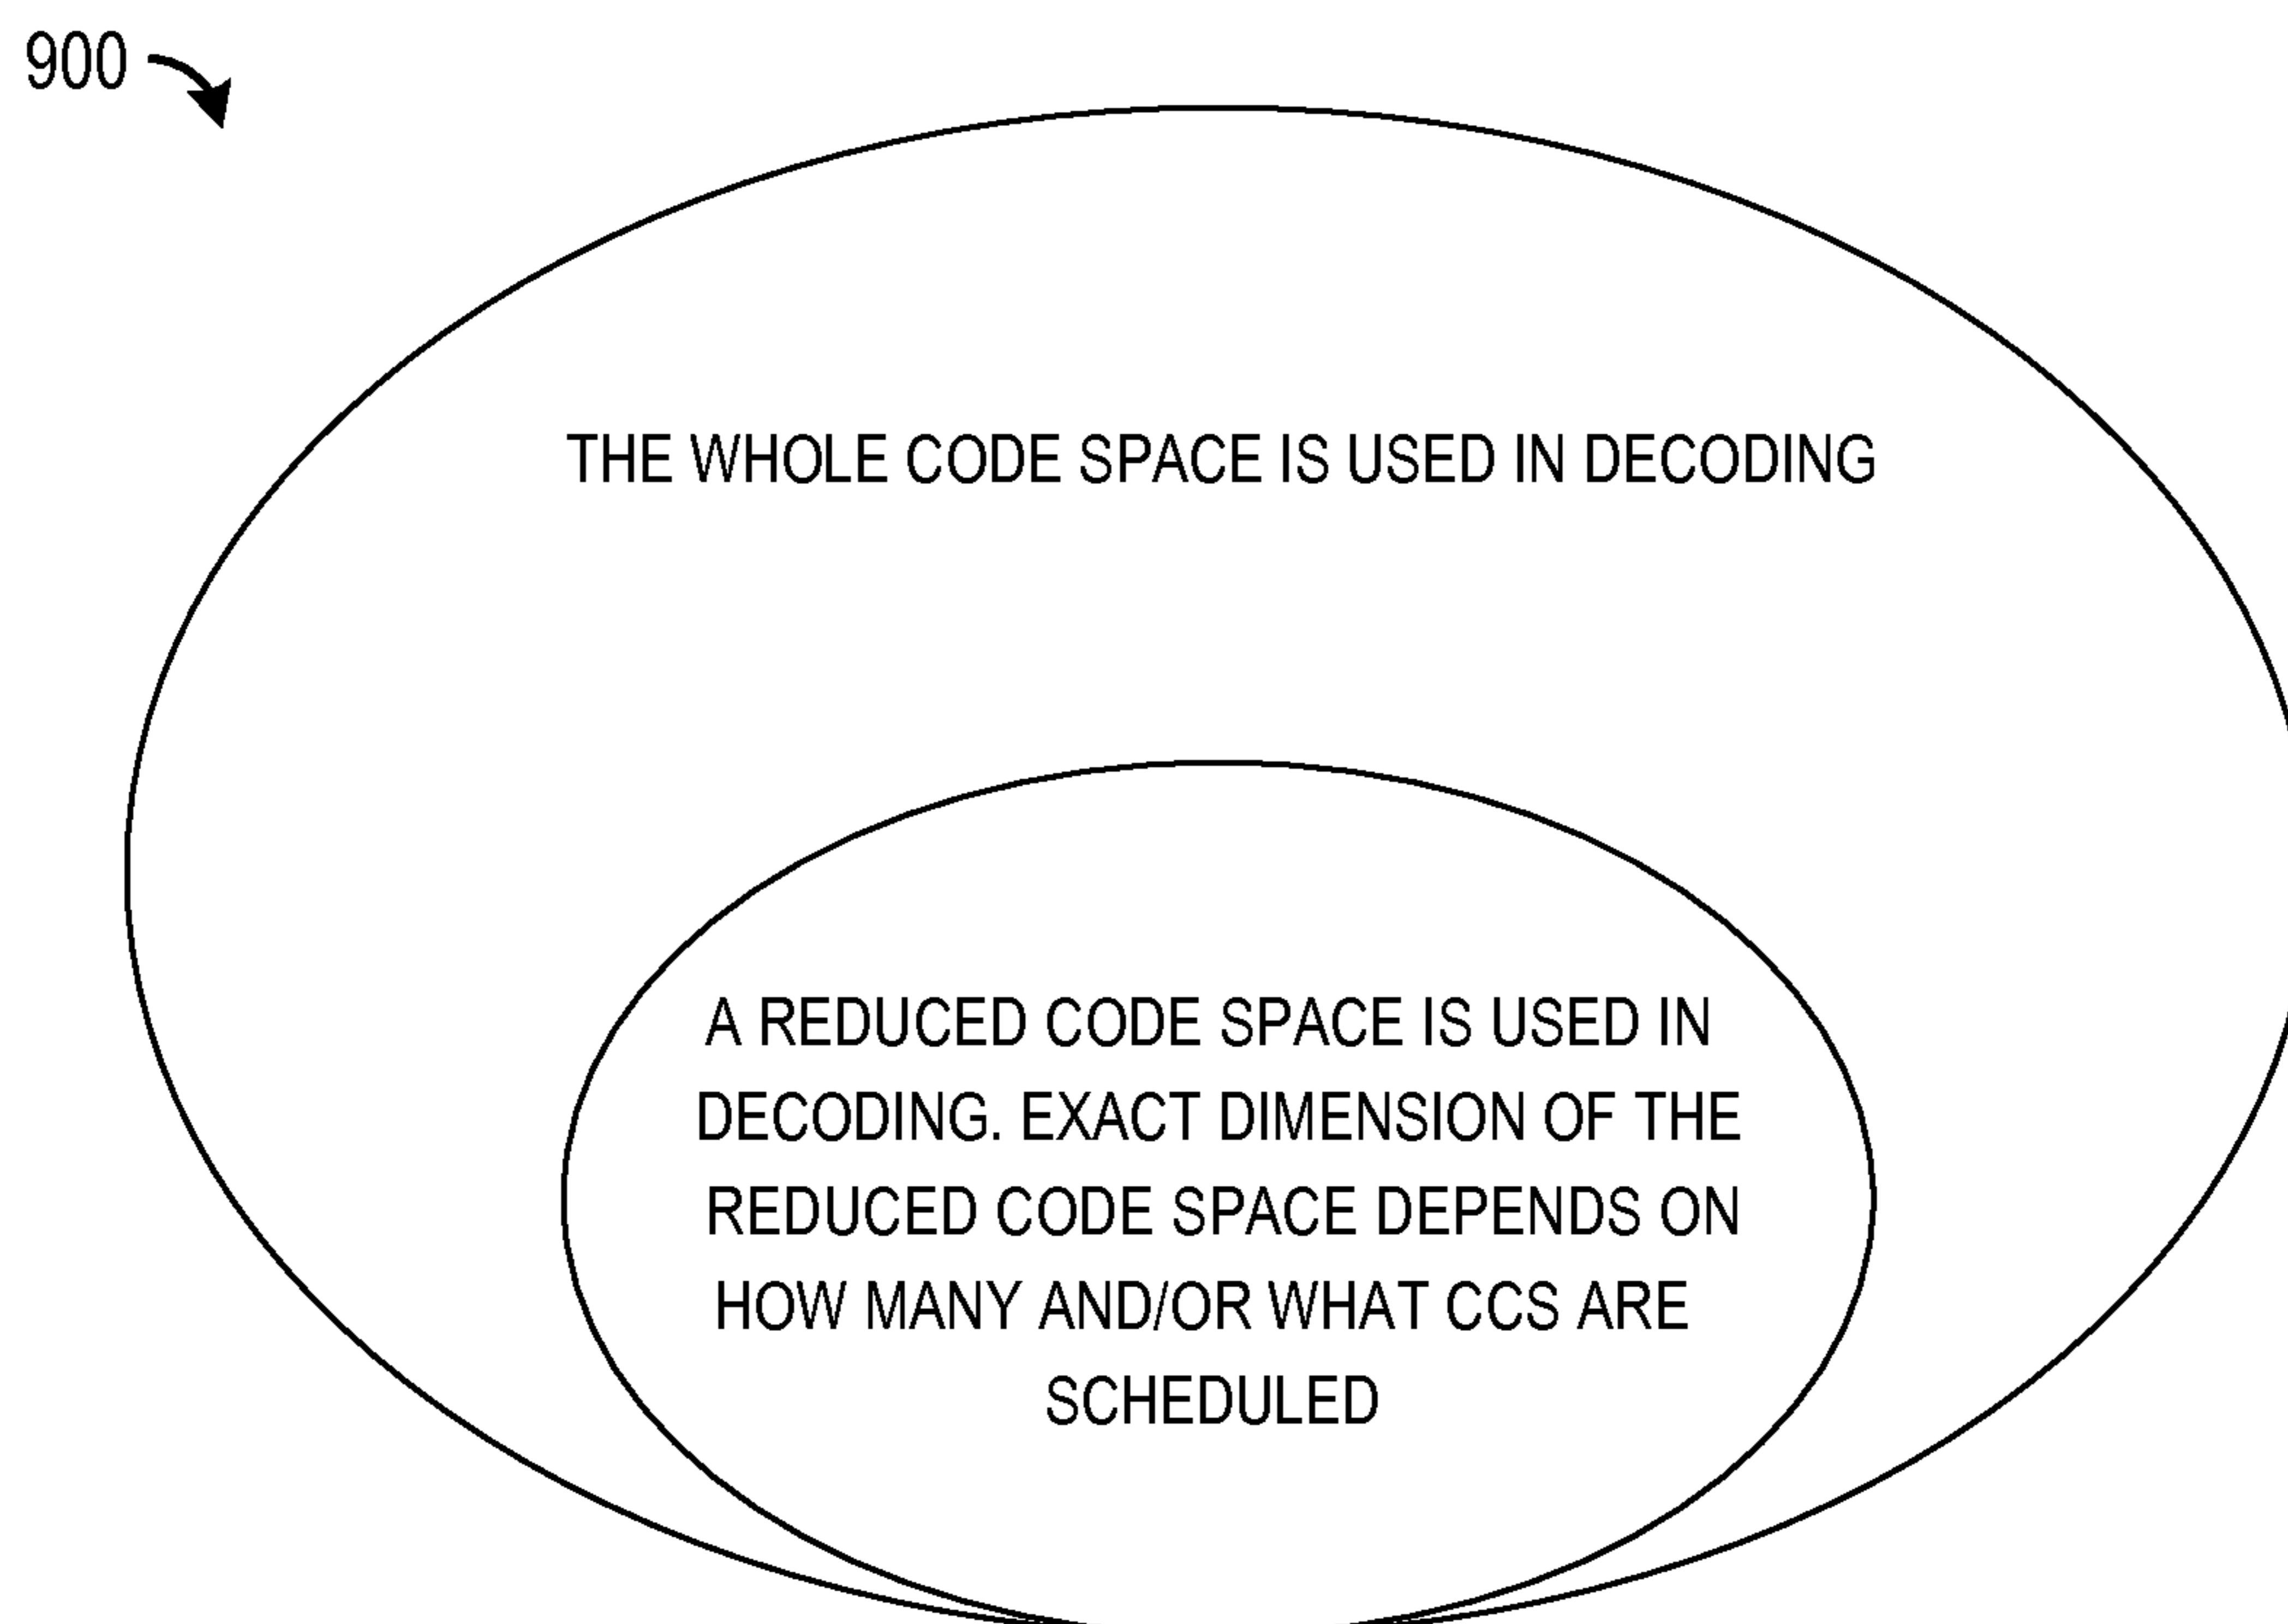 900
THE WHOLE CODE SPACE IS USED IN DECODING
A REDUCED CODE SPACE IS USED IN
DECODING. EXACT DIMENSION OF THE
REDUCED CODE SPACE DEPENDS ON
HOW MANY AND/OR WHAT CCS ARE
SCHEDULED